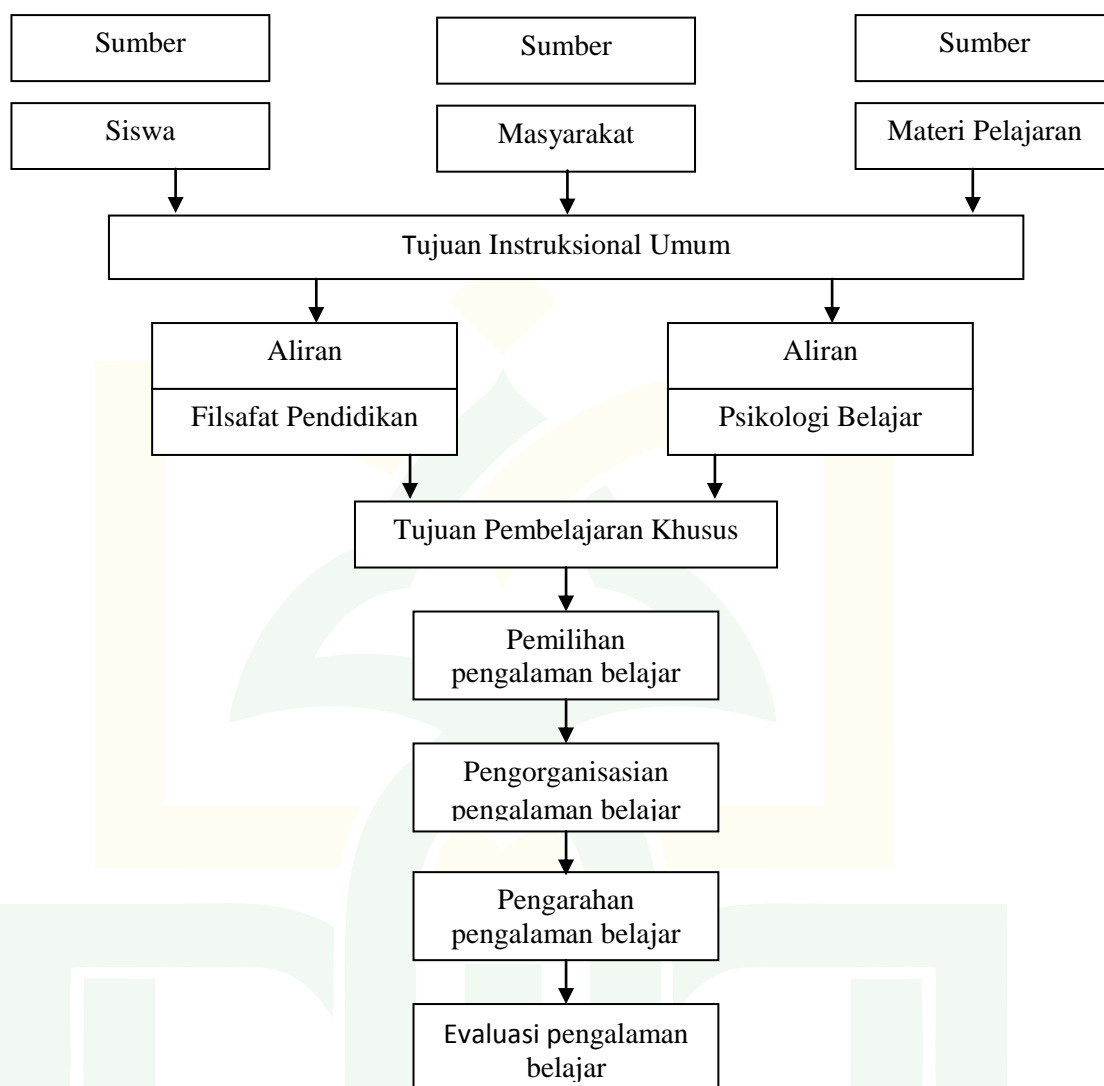 Sumber
Sumber
Sumber
Siswa
Masyarakat
Materi Pelajaran
Tujuan Instruksional Umum
Aliran
Aliran
Filsafat Pendidikan
Psikologi Belajar
Tujuan Pembelajaran Khusus
Pemilihan
pengalaman belajar
Pengorganisasian
pengalaman belajar
Pengarahan
pengalaman belajar
Evaluasi pengalaman
belajar